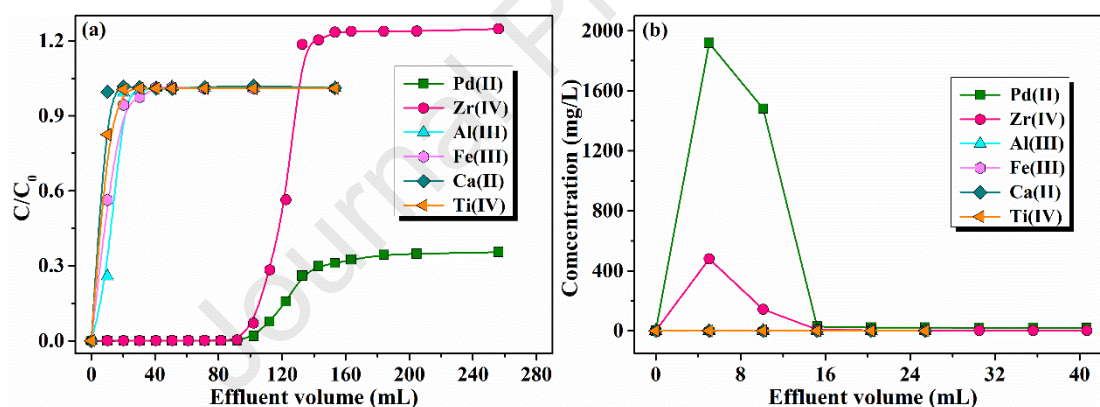 (a)
C/C0
1.2
0.9
0.6
0.3
0.0
Pd(II)
Zr(IV)
Al(III)
Fe(III)
Ca(II)
Ti(IV)
0 40 80 120 160 200 240 280
Effluent volume (mL)
(b)
Comcentration (mg/L)
2000
1600
1200
800
400
0
Pd(II)
Zr(IV)
Al(III)
Fe(III)
Ca(II)
Ti(IV)
0 8 16 24 32 40
Effluent volume (mL)
Journal Pr